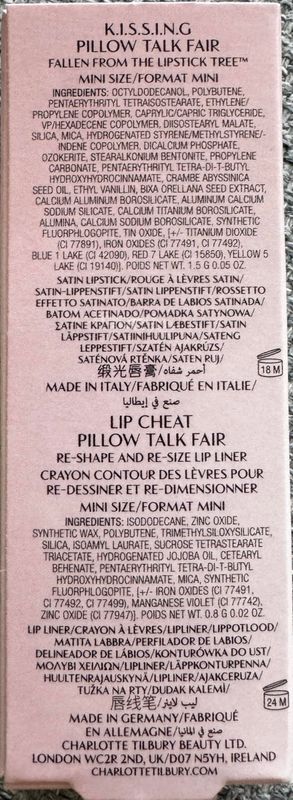 K.I.S.S.I.N.G
PILLOW TALK FAIR
FALLEN FROM THE LIPSTICK TREE™
MINI SIZE/FORMAT MINI
INGREDIENTS: OCTYLDODECANOL, POLYBUTENE,
PENTAERYTHRITYL TETRAISOSTEARATE, ETHYLENE/
PROPYLENE COPOLYMER, CAPRYLIC/CAPRIC TRIGLYCERIDE,
VP/HEXADECENE COPOLYMER, DIISOSTEARYL MALATE,
SILICA, MICA, HYDROGENATED STYRENE/METHYLSTYRENE/-
INDENE COPOLYMER, DICALCIUM PHOSPHATE,
OZOKERITE, STEARALKONIUM BENTONITE, PROPYLENE
CARBONATE, PENTAERYTHRITYL TETRA-DI-T-BUTYL
HYDROXYHYDROCINNAMATE, CRAMBE ABYSSINICA
SEED OIL, ETHYL VANILLIN, BIXA ORELLANA SEED EXTRACT,
CALCIUM ALUMINUM BOROSILICATE, ALUMINUM CALCIUM
SODIUM SILICATE, CALCIUM TITANIUM BOROSILICATE,
ALUMINA, CALCIUM SODIUM BOROSILICATE, SYNTHETIC
FLUORPHLOGOPITE, TIN OXIDE, [+/- TITANIUM DIOXIDE
(CI 77891), IRON OXIDES (CI 77491, CI 77492),
BLUE 1 LAKE (CI 42090), RED 7 LAKE (CI 15850), YELLOW 5
LAKE (CI 19140)]. POIDS NET WT. 1.5 G 0.05 OZ.
SATIN LIPSTICK/ROUGE À LÈVRES SATIN/
SATIN-LIPPENSTIFT/SATIN LIPPENSTIFT/ROSSETTO
EFFETTO SATINATO/BARRA DE LABIOS SATINADA/
BATOM ACETINADO/POMADKA SATYNOWA/
ΣΑΤΙΝΕ ΚΡΑΓΙΟΝ/SATIN LÆBESTIFT/SATIN
LÄPPSTIFT/SATIINIHUULIPUNA/SATENG
LEPPESTIFT/SZATÉN AJAKRÚZS/
SATÉNOVÁ RTĚNKA/SATEN RUJ/
缎光唇膏/أحمر شفاه
18 M
MADE IN ITALY/FABRIQUÉ EN ITALIE/
صنع في إيطاليا
LIP CHEAT
PILLOW TALK FAIR
RE-SHAPE AND RE-SIZE LIP LINER
CRAYON CONTOUR DES LÈVRES POUR
RE-DESSINER ET RE-DIMENSIONNER
MINI SIZE/FORMAT MINI
INGREDIENTS: ISODODECANE, ZINC OXIDE,
SYNTHETIC WAX, POLYBUTENE, TRIMETHYLSILOXYSILICATE,
SILICA, ISOAMYL LAURATE, SUCROSE TETRASTEARATE
TRIACETATE, HYDROGENATED JOJOBA OIL, CETEARYL
BEHENATE, PENTAERYTHRITYL TETRA-DI-T-BUTYL
HYDROXYHYDROCINNAMATE, MICA, SYNTHETIC
FLUORPHLOGOPITE, [+/- IRON OXIDES (CI 77491,
CI 77492, CI 77499), MANGANESE VIOLET (CI 77742),
ZINC OXIDE (CI 77947)]. POIDS NET WT. 0.8 G 0.02 OZ.
LIP LINER/CRAYON À LÈVRES/LIPLINER/LIPPOTLOOD/
MATITA LABBRA/PERFILADOR DE LABIOS/
DELINEADOR DE LÁBIOS/KONTURÓWKA DO UST/
ΜΟΛΥΒΙ ΧΕΙΛΙΩΝ/LIPLINER/LÄPPKONTURPENNA/
HUULTENRAJAUSKYNÄ/LIPLINER/AJAKCERUZA/
TUŽKA NA RTY/DUDAK KALEMİ/
唇线笔/ليب لاينر
24 M
MADE IN GERMANY/FABRIQUÉ
EN ALLEMAGNE/صنع في المانيا
CHARLOTTE TILBURY BEAUTY LTD.
LONDON WC2R 2ND, UK/D07 N5YH, IRELAND
CHARLOTTETILBURY.COM